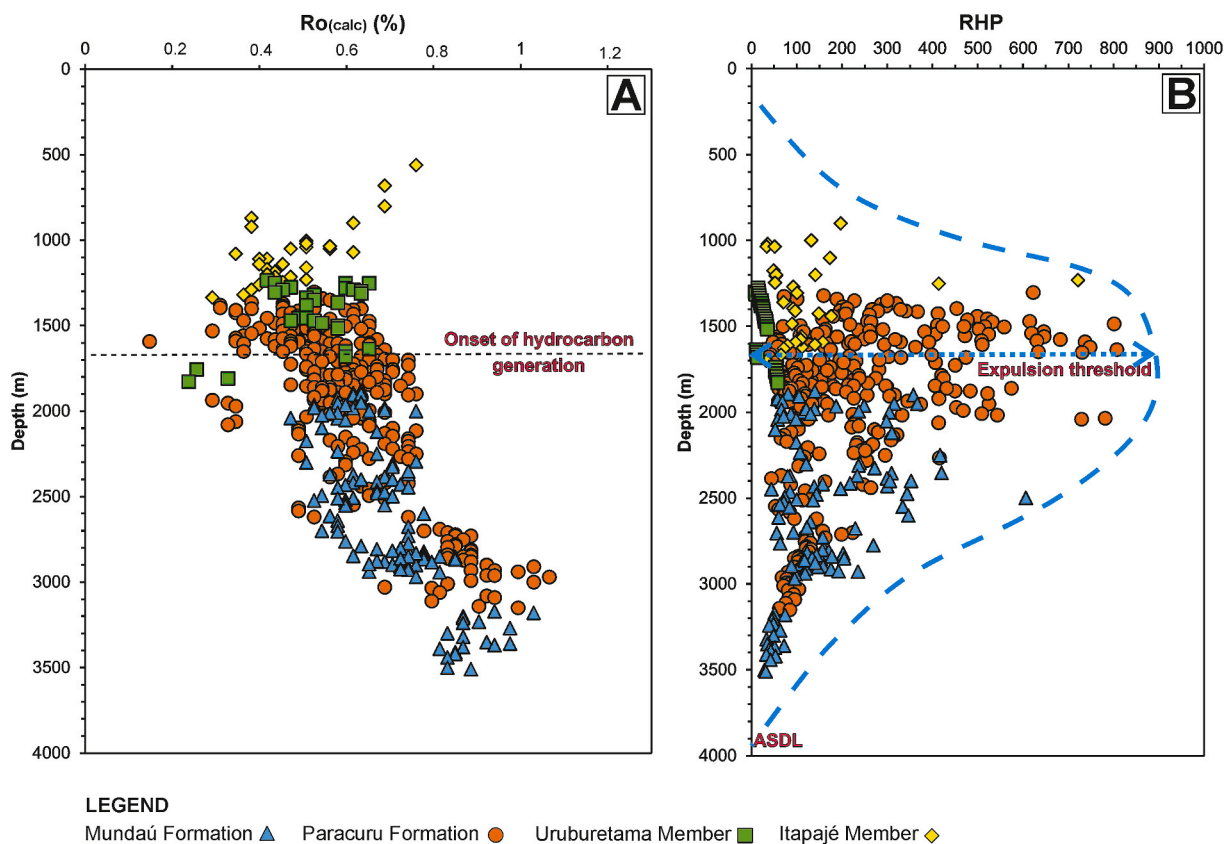 Ro(calc) (%)
0 0.2 0.4 0.6 0.8 1 1.2
A
0
500
1000
1500
2000
2500
3000
3500
4000
Depth (m)
Onset of hydrocarbon
generation
RHP
0 100 200 300 400 500 600 700 800 900 1000
B
0
500
1000
1500
2000
2500
3000
3500
4000
Depth (m)
Expulsion threshold
ASDL
LEGEND
Mundaú Formation Paracuru Formation Uruburetama Member Itapajé Member